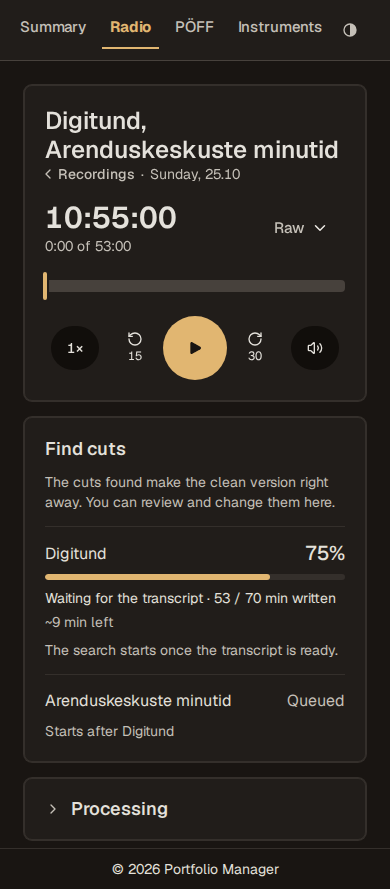 Summary Radio PÖFF Instruments
Digitund,
Arenduskeskuste minutid
Recordings · Sunday, 25.10
10:55:00
Raw
0:00 of 53:00
1×
15
30
Find cuts
The cuts found make the clean version right
away. You can review and change them here.
Digitund 75%
Waiting for the transcript · 53 / 70 min written
~9 min left
The search starts once the transcript is ready.
Arenduskeskuste minutid Queued
Starts after Digitund
Processing
© 2026 Portfolio Manager